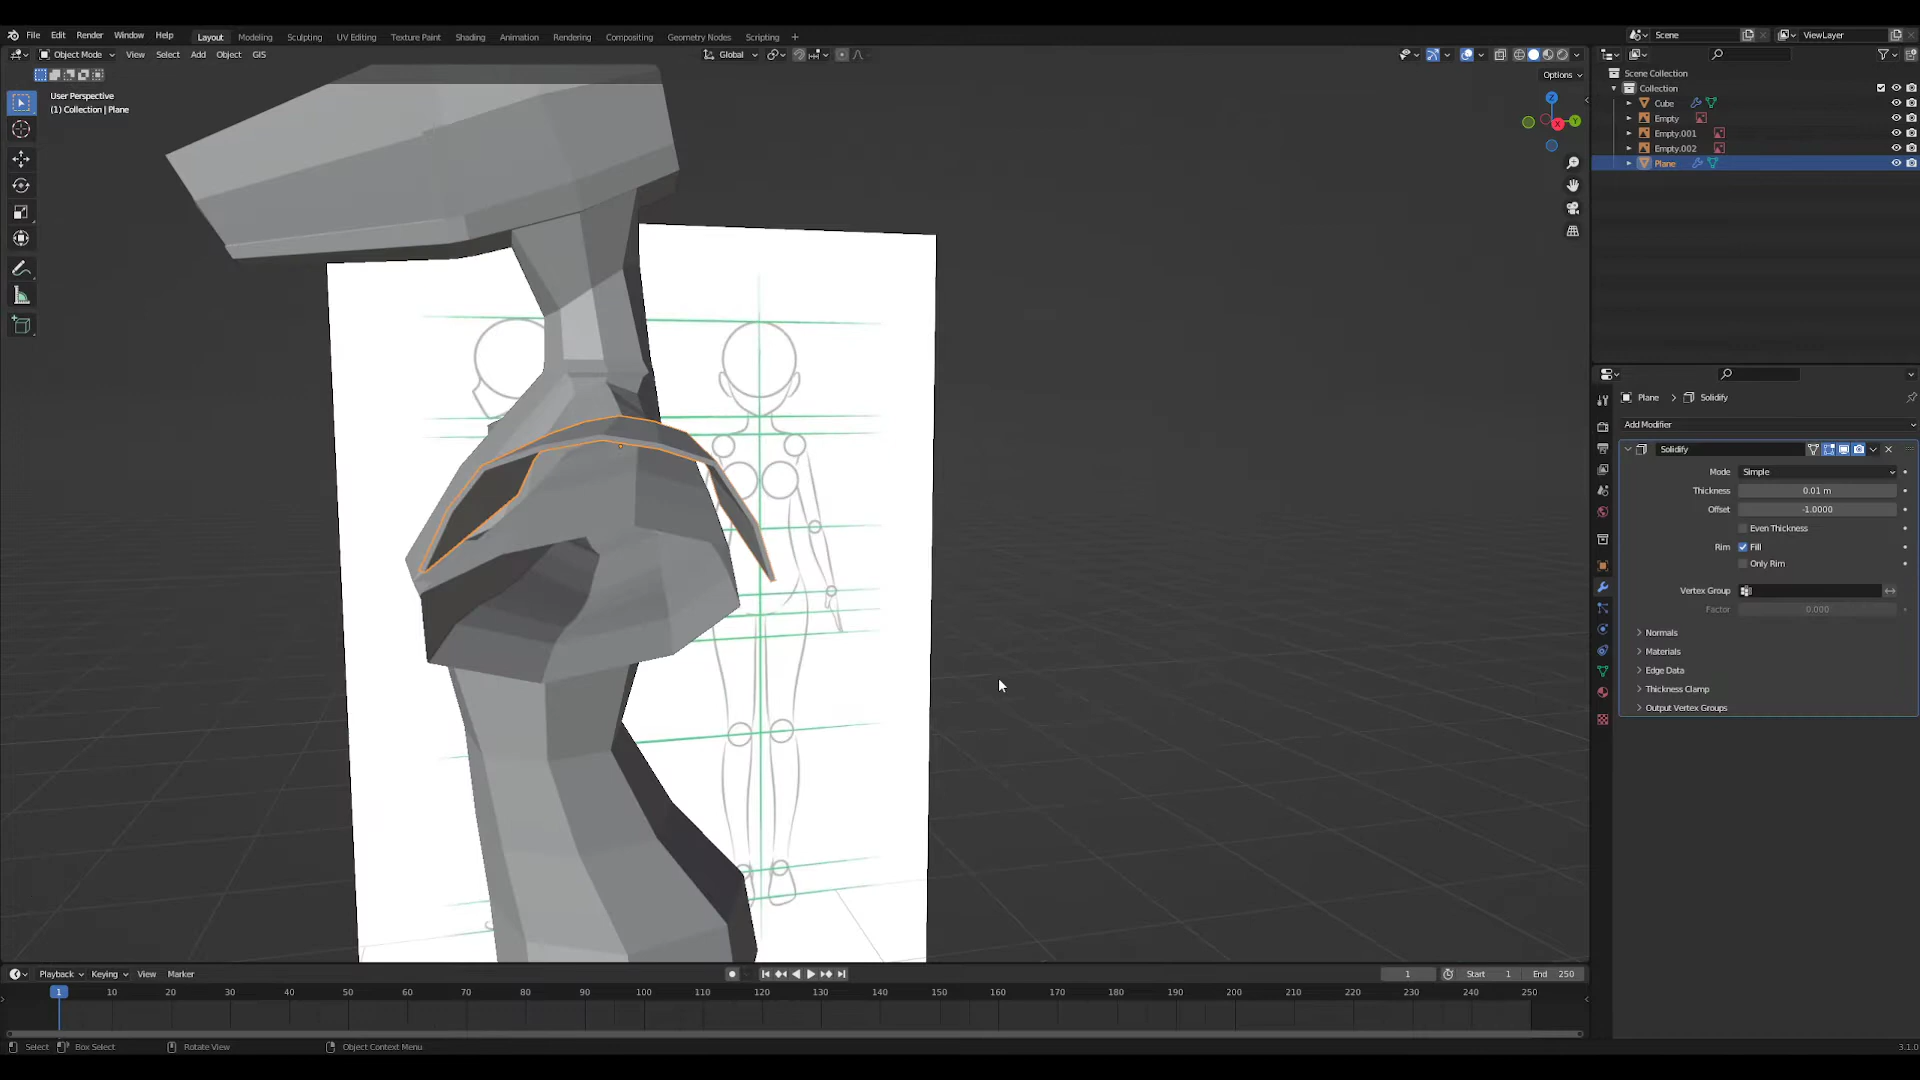 File Edit Render Window Help Layout Modeling Sculpting UV Editing Texture Paint Shading Animation Rendering Compositing Geometry Nodes Scripting + Scene ViewLayer
Object Mode View Select Add Object GIS Global
Options
User Perspective
(1) Collection | Plane
Z
Y
X
Scene Collection
Collection
Cube
Empty
Empty.001
Empty.002
Plane
Plane > Solidify
Add Modifier
Solidify
Mode Simple
Thickness 0.01 m
Offset -1.0000
Even Thickness
Rim Fill
Only Rim
Vertex Group
Factor 0.000
Normals
Materials
Edge Data
Thickness Clamp
Output Vertex Groups
Playback Keying View Marker 1 Start 1 End 250
1 10 20 30 40 50 60 70 80 90 100 110 120 130 140 150 160 170 180 190 200 210 220 230 240 250
Select Box Select Rotate View Object Context Menu 3.1.0